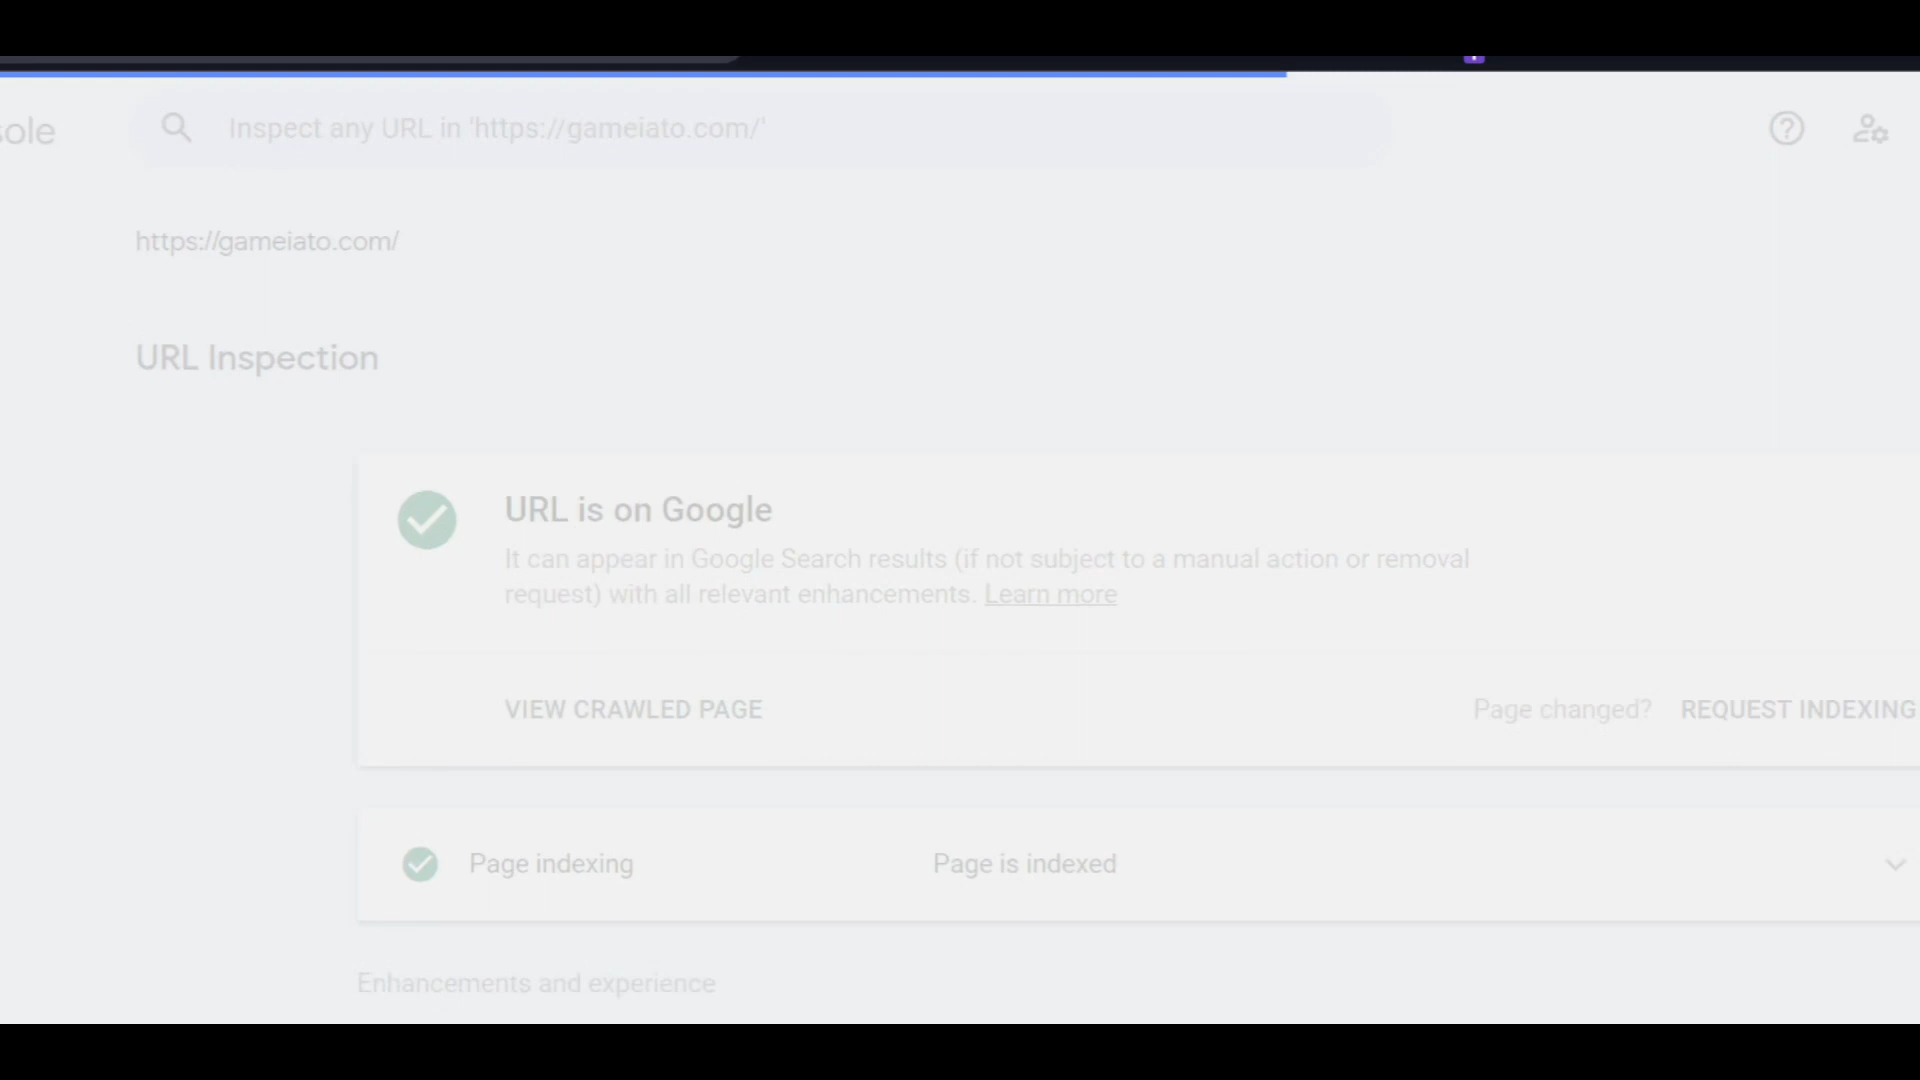 sole
Inspect any URL in 'https://gameiato.com/'
https://gameiato.com/
URL Inspection
URL is on Google
It can appear in Google Search results (if not subject to a manual action or removal
request) with all relevant enhancements. Learn more
VIEW CRAWLED PAGE
Page changed? REQUEST INDEXING
Page indexing
Page is indexed
Enhancements and experience